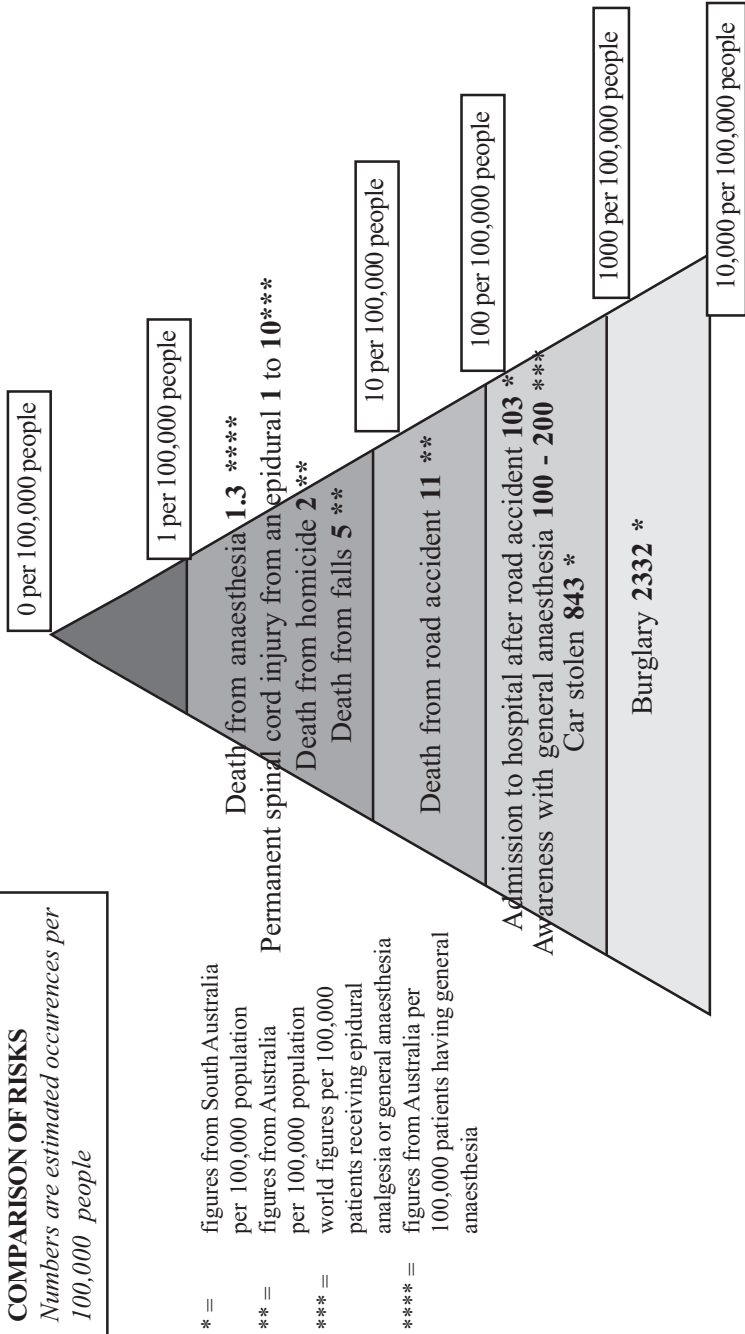 COMPARISON OF RISKS
Numbers are estimated occurences per
100,000 people
* = figures from South Australia
per 100,000 population
** = figures from Australia
per 100,000 population
*** = world figures per 100,000
patients receiving epidural
analgesia or general anaesthesia
**** = figures from Australia per
100,000 patients having general
anaesthesia
0 per 100,000 people
1 per 100,000 people
Death from anaesthesia 1.3 ****
Permanent spinal cord injury from an epidural 1 to 10***
Death from homicide 2 **
Death from falls 5 **
10 per 100,000 people
Death from road accident 11 **
100 per 100,000 people
Admission to hospital after road accident 103 *
Awareness with general anaesthesia 100 - 200 ***
Car stolen 843 *
1000 per 100,000 people
Burglary 2332 *
10,000 per 100,000 people